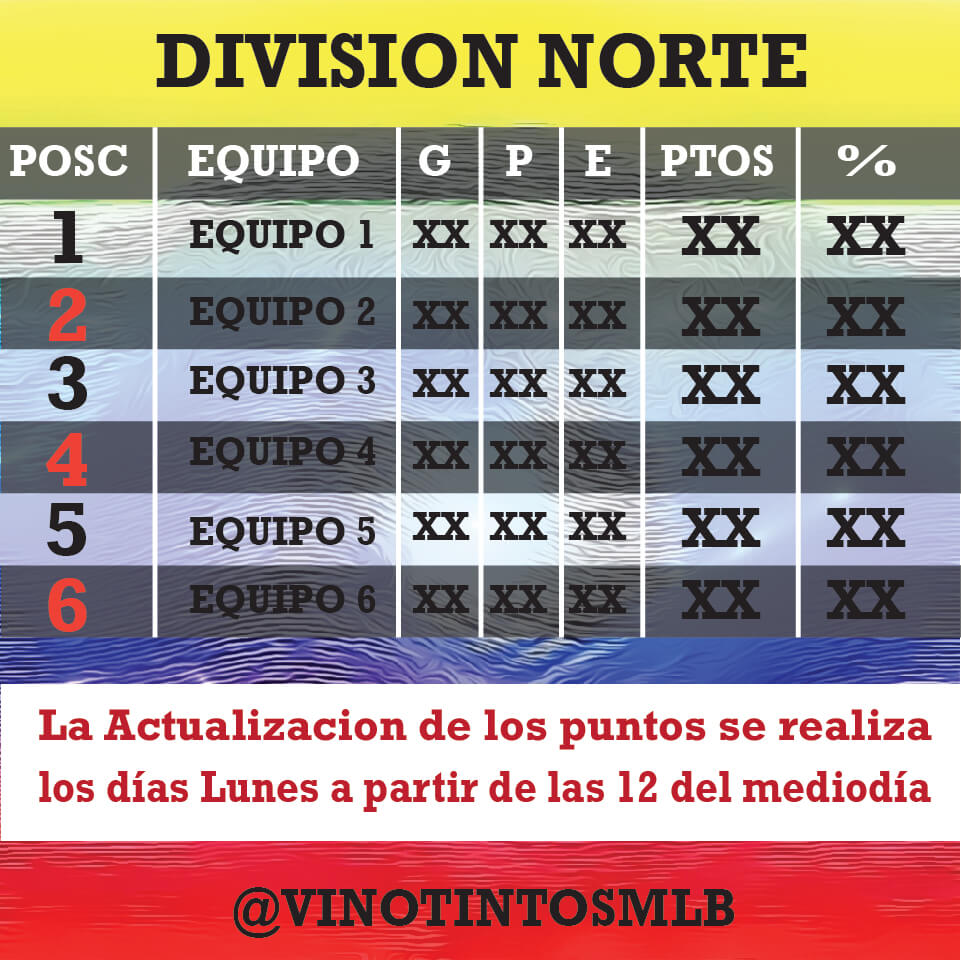 DIVISION NORTE
POSC EQUIPO G P E PTOS %
1 EQUIPO 1 XX XX XX XX XX
2 EQUIPO 2 XX XX XX XX XX
3 EQUIPO 3 XX XX XX XX XX
4 EQUIPO 4 XX XX XX XX XX
5 EQUIPO 5 XX XX XX XX XX
6 EQUIPO 6 XX XX XX XX XX
La Actualizacion de los puntos se realiza
los días Lunes a partir de las 12 del mediodía
@VINOTINTOSMLB